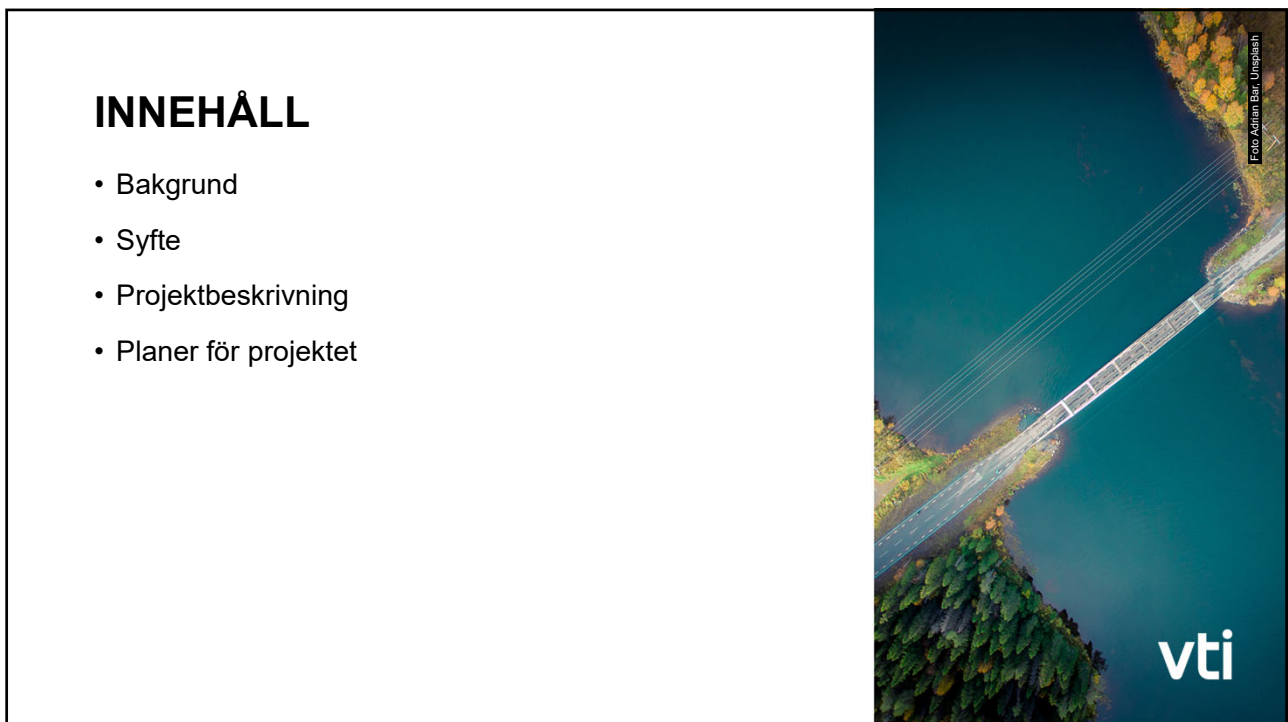 INNEHÅLL
• Bakgrund
• Syfte
• Projektbeskrivning
• Planer för projektet
Foto Adrian Bar, Unsplash
vti